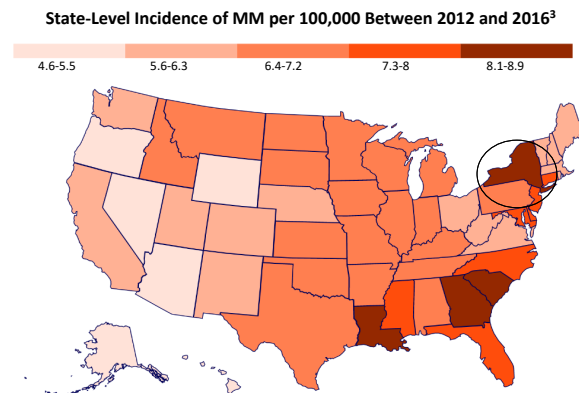 State-Level Incidence of MM per 100,000 Between 2012 and 2016³
4.6-5.5 5.6-6.3 6.4-7.2 7.3-8 8.1-8.9